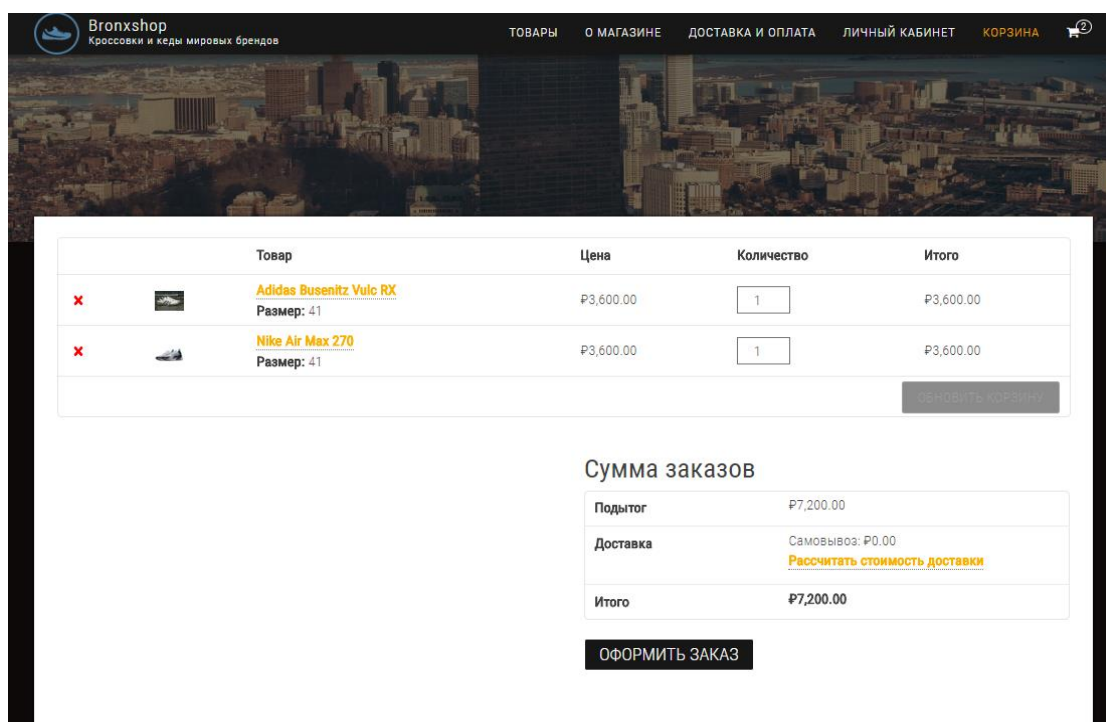 Bronxshop
Кроссовки и кеды мировых брендов
ТОВАРЫ О МАГАЗИНЕ ДОСТАВКА И ОПЛАТА ЛИЧНЫЙ КАБИНЕТ КОРЗИНА 2
Товар Цена Количество Итого
Adidas Busenitz Vulc RX
Размер: 41
₽3,600.00 1 ₽3,600.00
Nike Air Max 270
Размер: 41
₽3,600.00 1 ₽3,600.00
ОБНОВИТЬ КОРЗИНУ
Сумма заказов
Подытог ₽7,200.00
Доставка Самовывоз: ₽0.00
Рассчитать стоимость доставки
Итого ₽7,200.00
ОФОРМИТЬ ЗАКАЗ